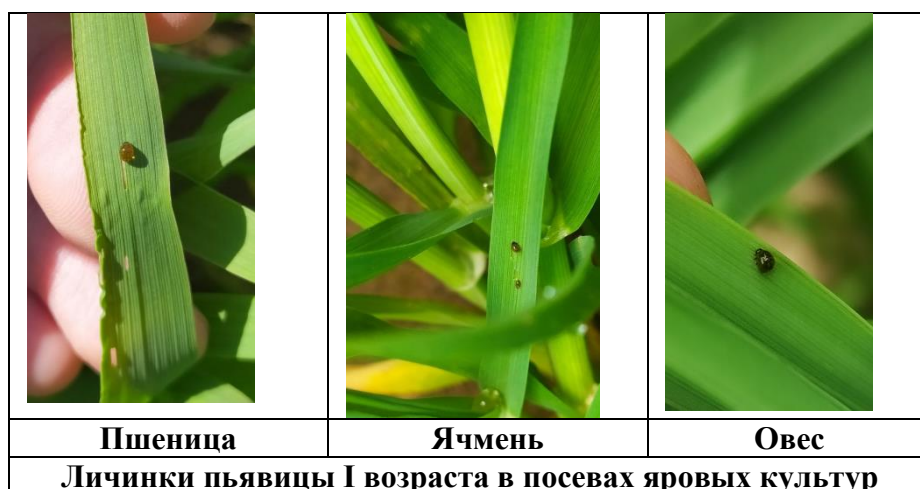 Пшеница
Ячмень
Овес
Личинки пьявицы I возраста в посевах яровых культур